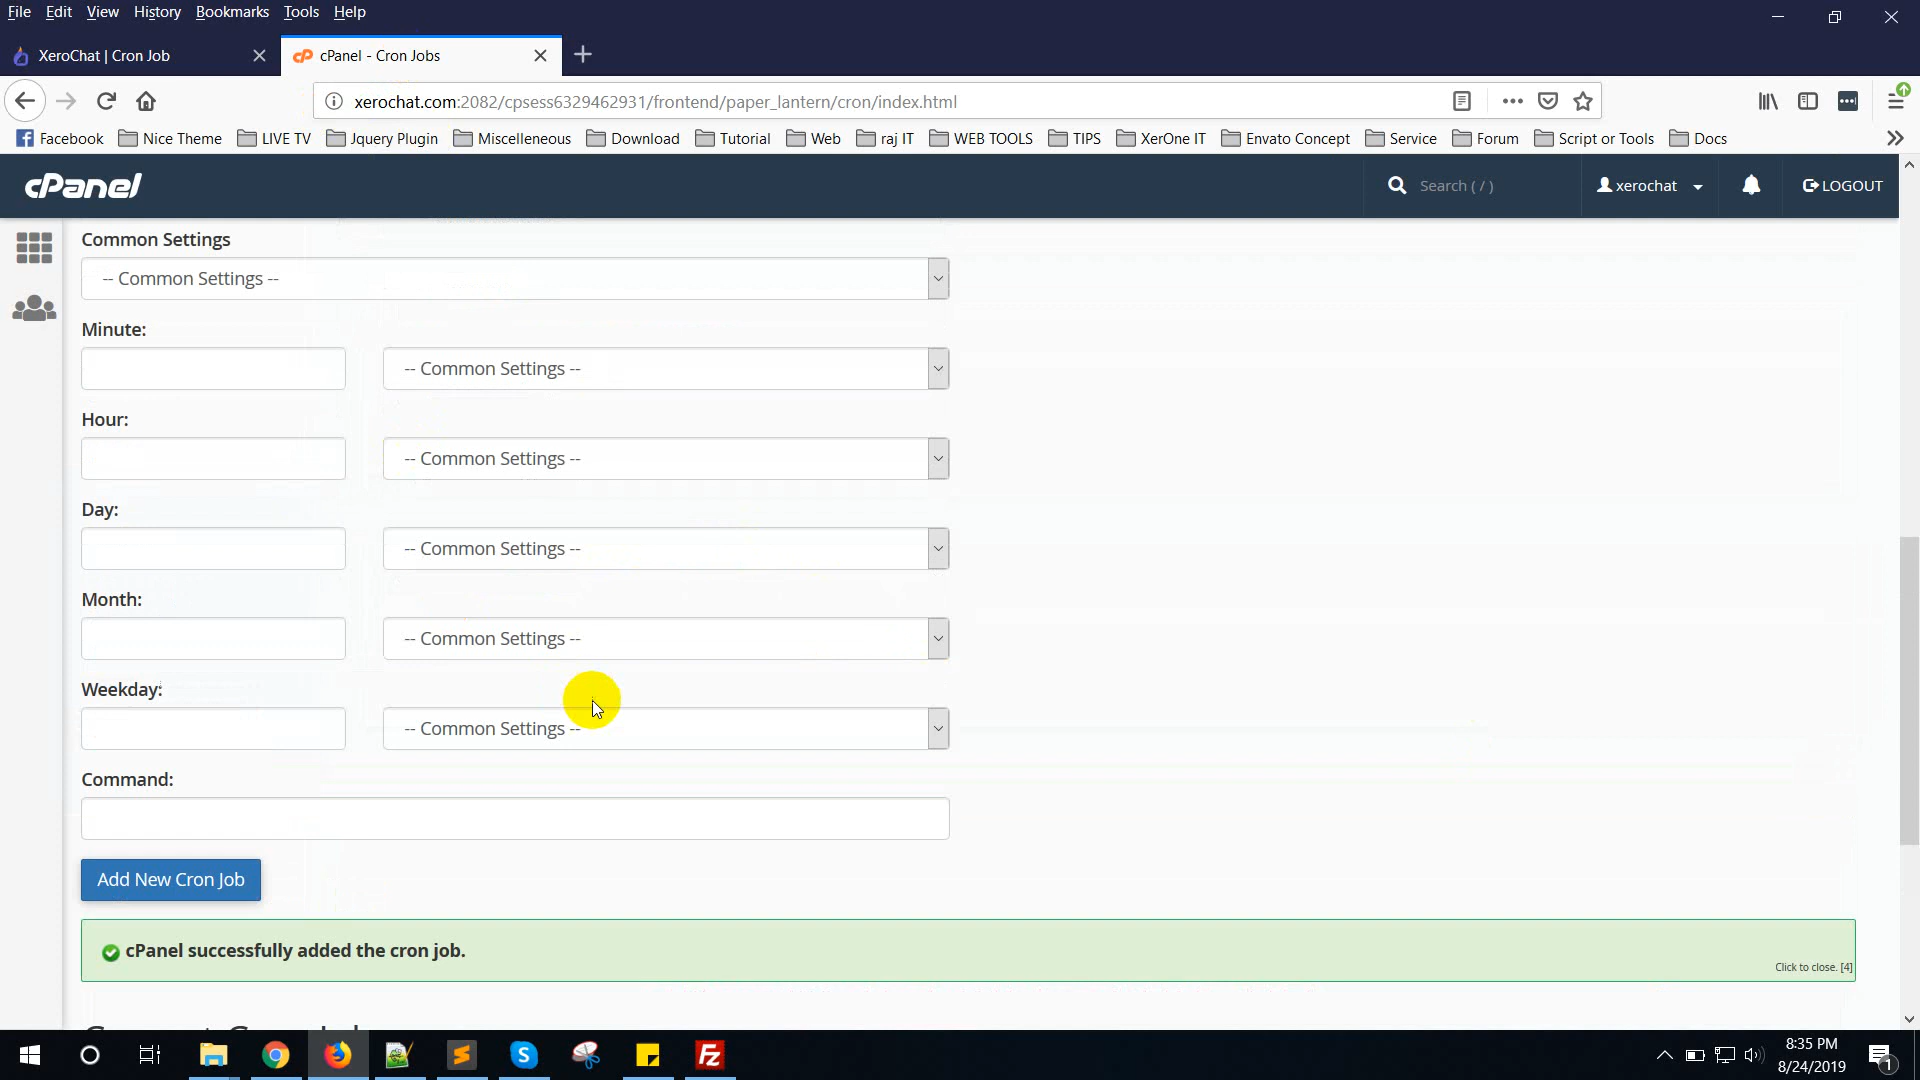 File Edit View History Bookmarks Tools Help
XeroChat | Cron Job
cPanel - Cron Jobs
xerochat.com:2082/cpsess6329462931/frontend/paper_lantern/cron/index.html
Facebook Nice Theme LIVE TV Jquery Plugin Miscelleneous Download Tutorial Web raj IT WEB TOOLS TIPS XerOne IT Envato Concept Service Forum Script or Tools Docs
cPanel Search ( / ) xerochat LOGOUT
Common Settings
-- Common Settings --
Minute:
-- Common Settings --
Hour:
-- Common Settings --
Day:
-- Common Settings --
Month:
-- Common Settings --
Weekday:
-- Common Settings --
Command:
Add New Cron Job
cPanel successfully added the cron job.
Click to close. [4]
8:35 PM
8/24/2019
1